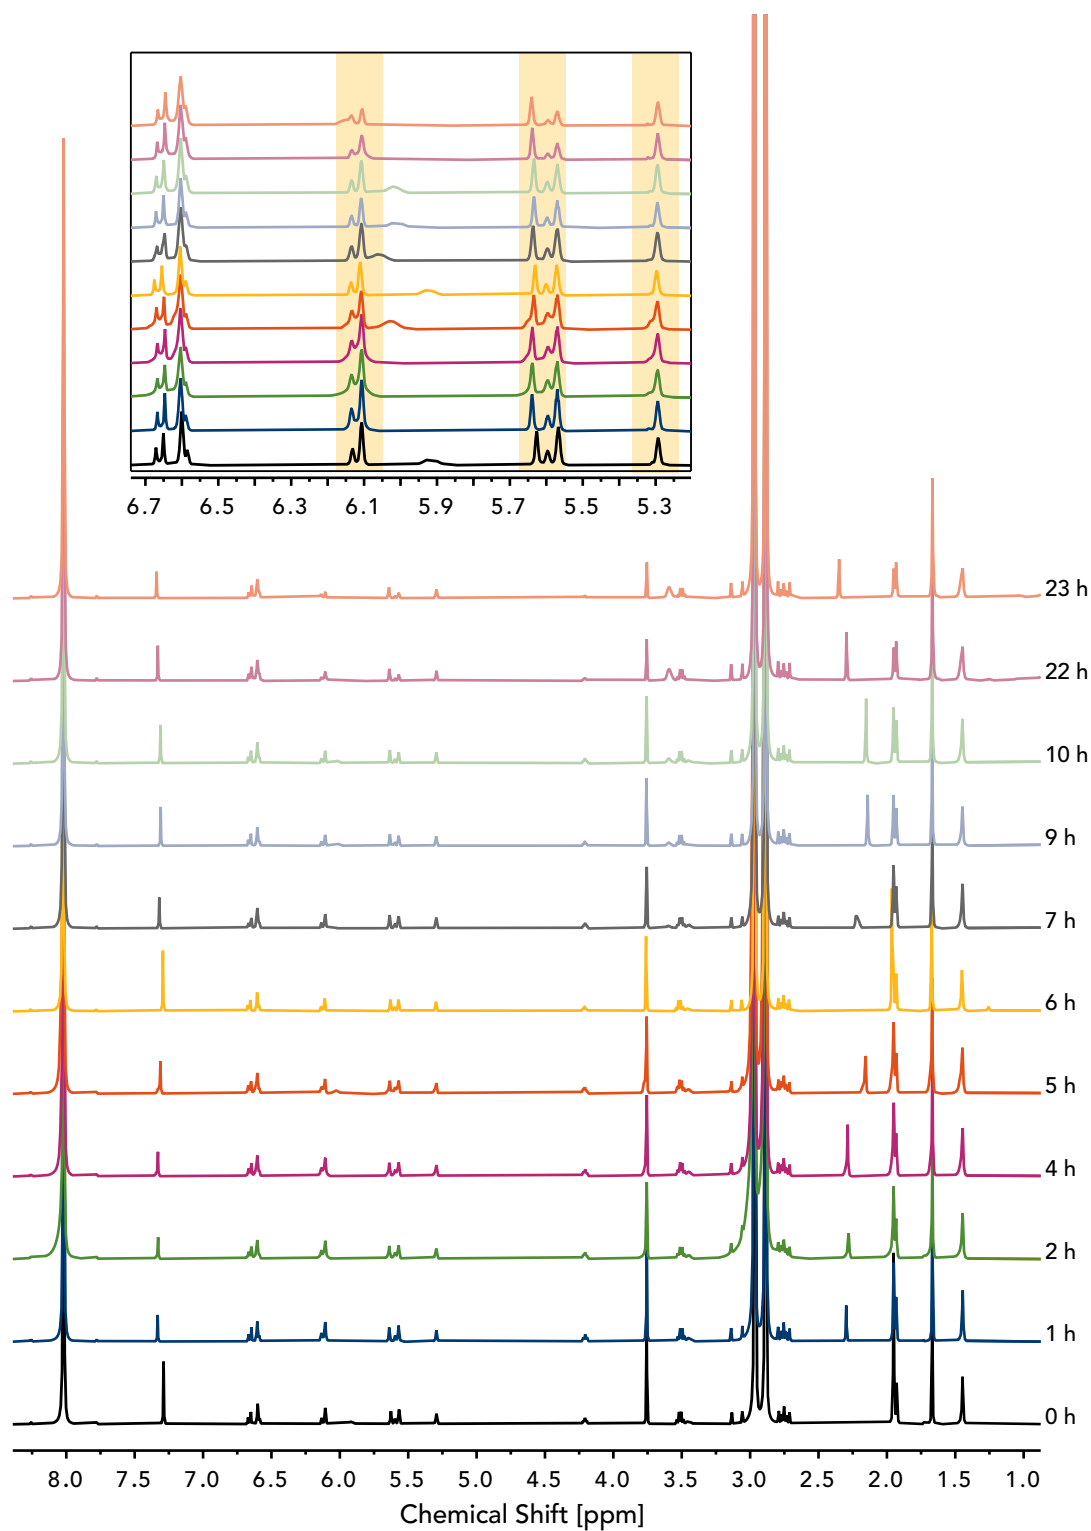 6.7 6.5 6.3 6.1 5.9 5.7 5.5 5.3
23 h
22 h
10 h
9 h
7 h
6 h
5 h
4 h
2 h
1 h
0 h
8.0 7.5 7.0 6.5 6.0 5.5 5.0 4.5 4.0 3.5 3.0 2.5 2.0 1.5 1.0
Chemical Shift [ppm]